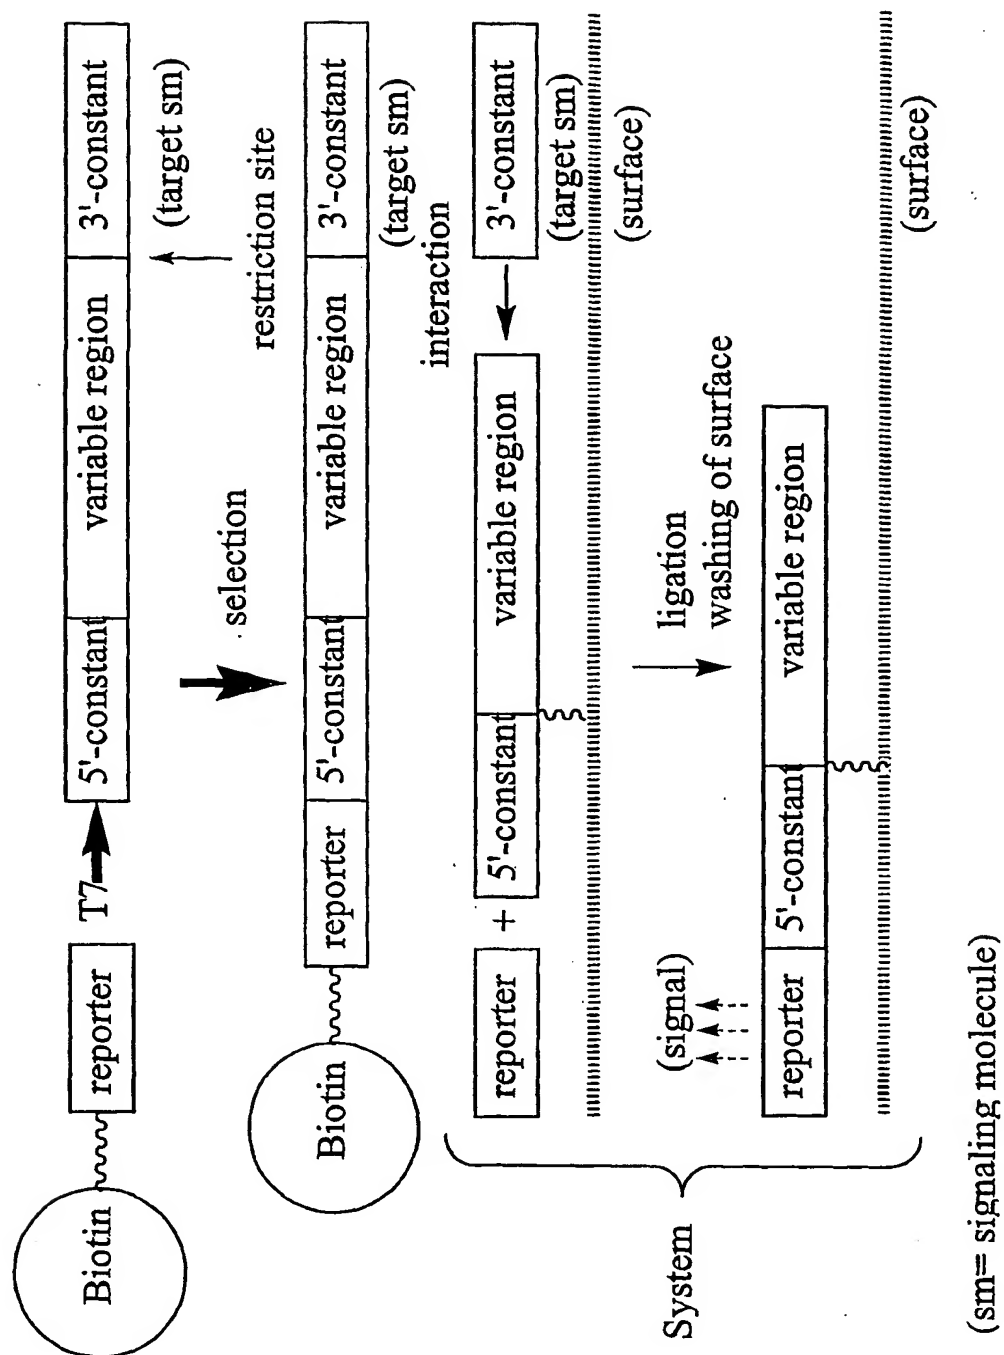 Biotin
reporter
T7
5'-constant
variable region
3'-constant
(target sm)
restriction site
selection
Biotin
reporter
5'-constant
variable region
3'-constant
(target sm)
interaction
reporter
+
5'-constant
variable region
3'-constant
(target sm)
(surface)
ligation
washing of surface
(signal)
reporter
5'-constant
variable region
(surface)
System
(sm= signaling molecule)